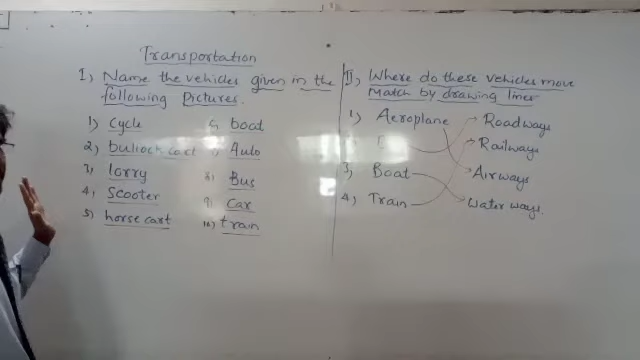 Transportation
I, Name the vehicles given in the
following pictures.
1) cycle
2) bullock cart
3, lorry
4, scooter
5) horse cart
6, boat
7, Auto
8, Bus
9, car
10, train
II, Where do these vehicles move
Match by drawing lines
1) Aeroplane
3) Boat
4) Train
Roadways
Railways
Airways
Water ways.